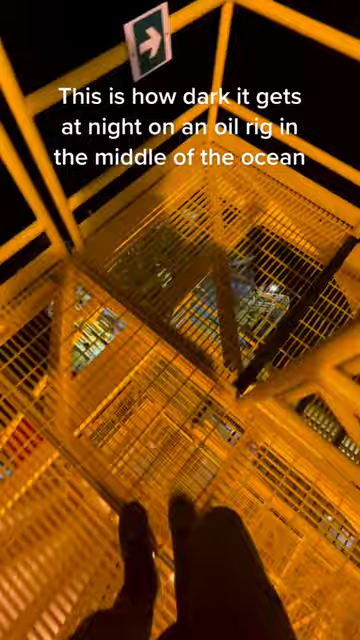 This is how dark it gets
at night on an oil rig in
the middle of the ocean